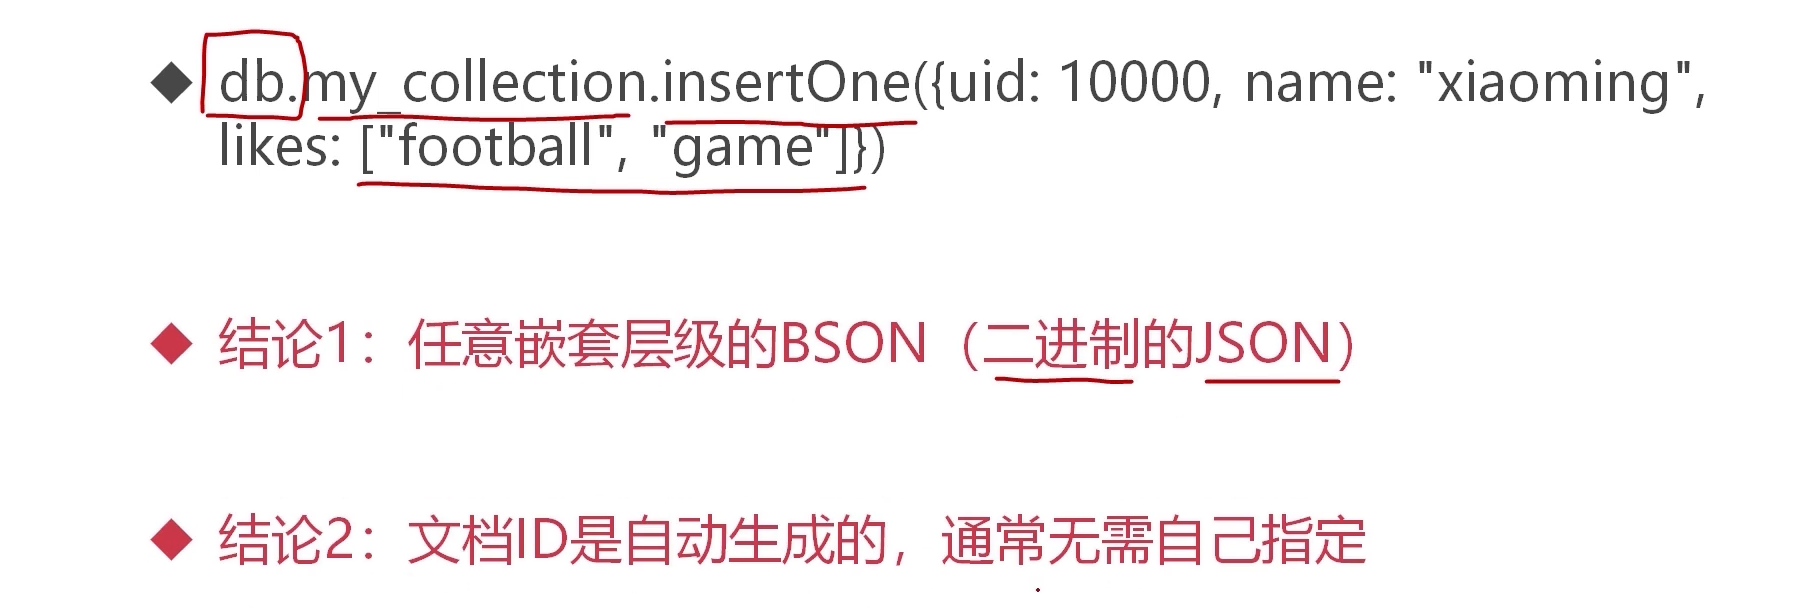 ◆ db.my_collection.insertOne({uid: 10000, name: "xiaoming",
likes: ["football", "game"]})
◆ 结论1：任意嵌套层级的BSON（二进制的JSON）
◆ 结论2：文档ID是自动生成的，通常无需自己指定